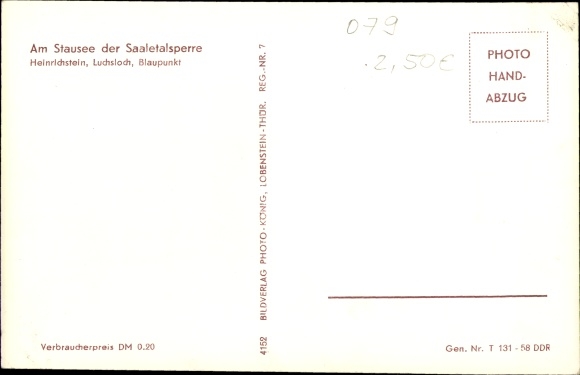 Am Stausee der Saaletalsperre
Heinrichstein, Luchsloch, Blaupunkt
079
2,50€
PHOTO
HAND-
ABZUG
4152 BILDVERLAG PHOTO-KÖNIG, LOBENSTEIN-THÜR. REG.-NR. 7
Verbraucherpreis DM 0.20
Gen. Nr. T 131 - 58 DDR